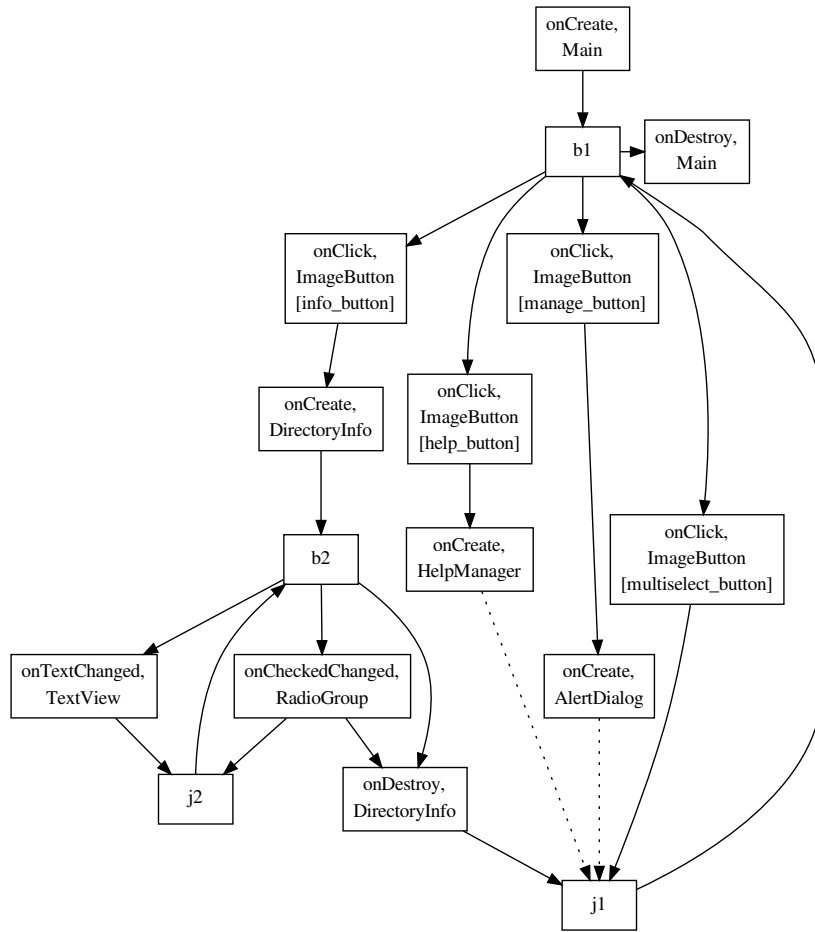 onCreate,
Main
b1
onDestroy,
Main
onClick,
ImageButton
[info_button]
onClick,
ImageButton
[manage_button]
onCreate,
DirectoryInfo
onClick,
ImageButton
[help_button]
onClick,
ImageButton
[multiselect_button]
b2
onCreate,
HelpManager
onTextChanged,
TextView
onCheckedChanged,
RadioGroup
onCreate,
AlertDialog
j2
onDestroy,
DirectoryInfo
j1